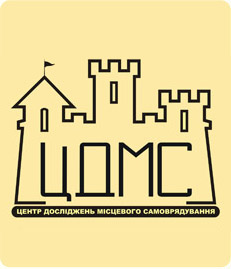 ЦДМС
ЦЕНТР ДОСЛІДЖЕНЬ МІСЦЕВОГО САМОВРЯДУВАННЯ